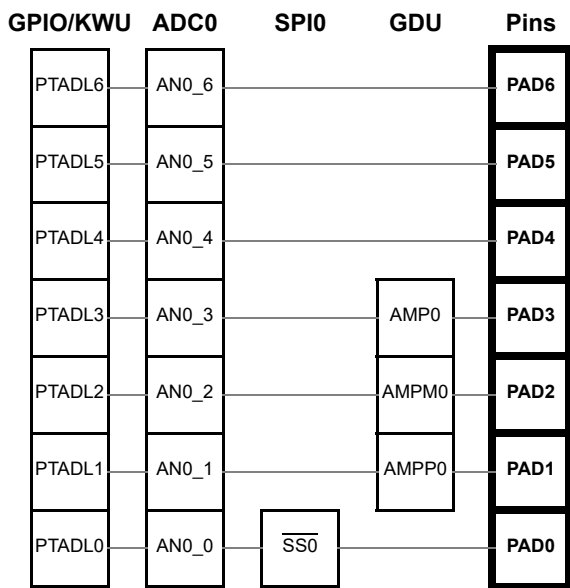 GPIO/KWU ADC0 SPI0 GDU Pins
PTADL6 AN0_6 PAD6
PTADL5 AN0_5 PAD5
PTADL4 AN0_4 PAD4
PTADL3 AN0_3 AMP0 PAD3
PTADL2 AN0_2 AMPM0 PAD2
PTADL1 AN0_1 AMPP0 PAD1
PTADL0 AN0_0 S̅S̅0̅ PAD0